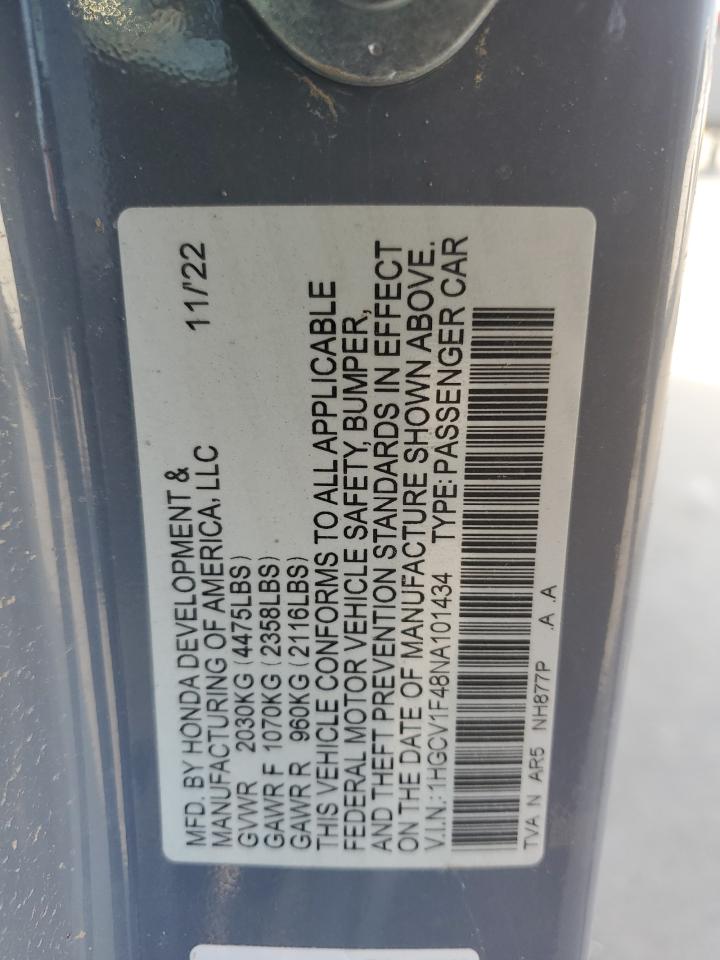 MFD. BY HONDA DEVELOPMENT & 11/'22
MANUFACTURING OF AMERICA, LLC
GVWR 2030KG (4475LBS)
GAWR F 1070KG (2358LBS)
GAWR R 960KG (2116LBS)
THIS VEHICLE CONFORMS TO ALL APPLICABLE
FEDERAL MOTOR VEHICLE SAFETY, BUMPER,
AND THEFT PREVENTION STANDARDS IN EFFECT
ON THE DATE OF MANUFACTURE SHOWN ABOVE.
V.I.N.: 1HGCV1F48NA101434 TYPE: PASSENGER CAR
TVA N AR5 NH877P .A .A